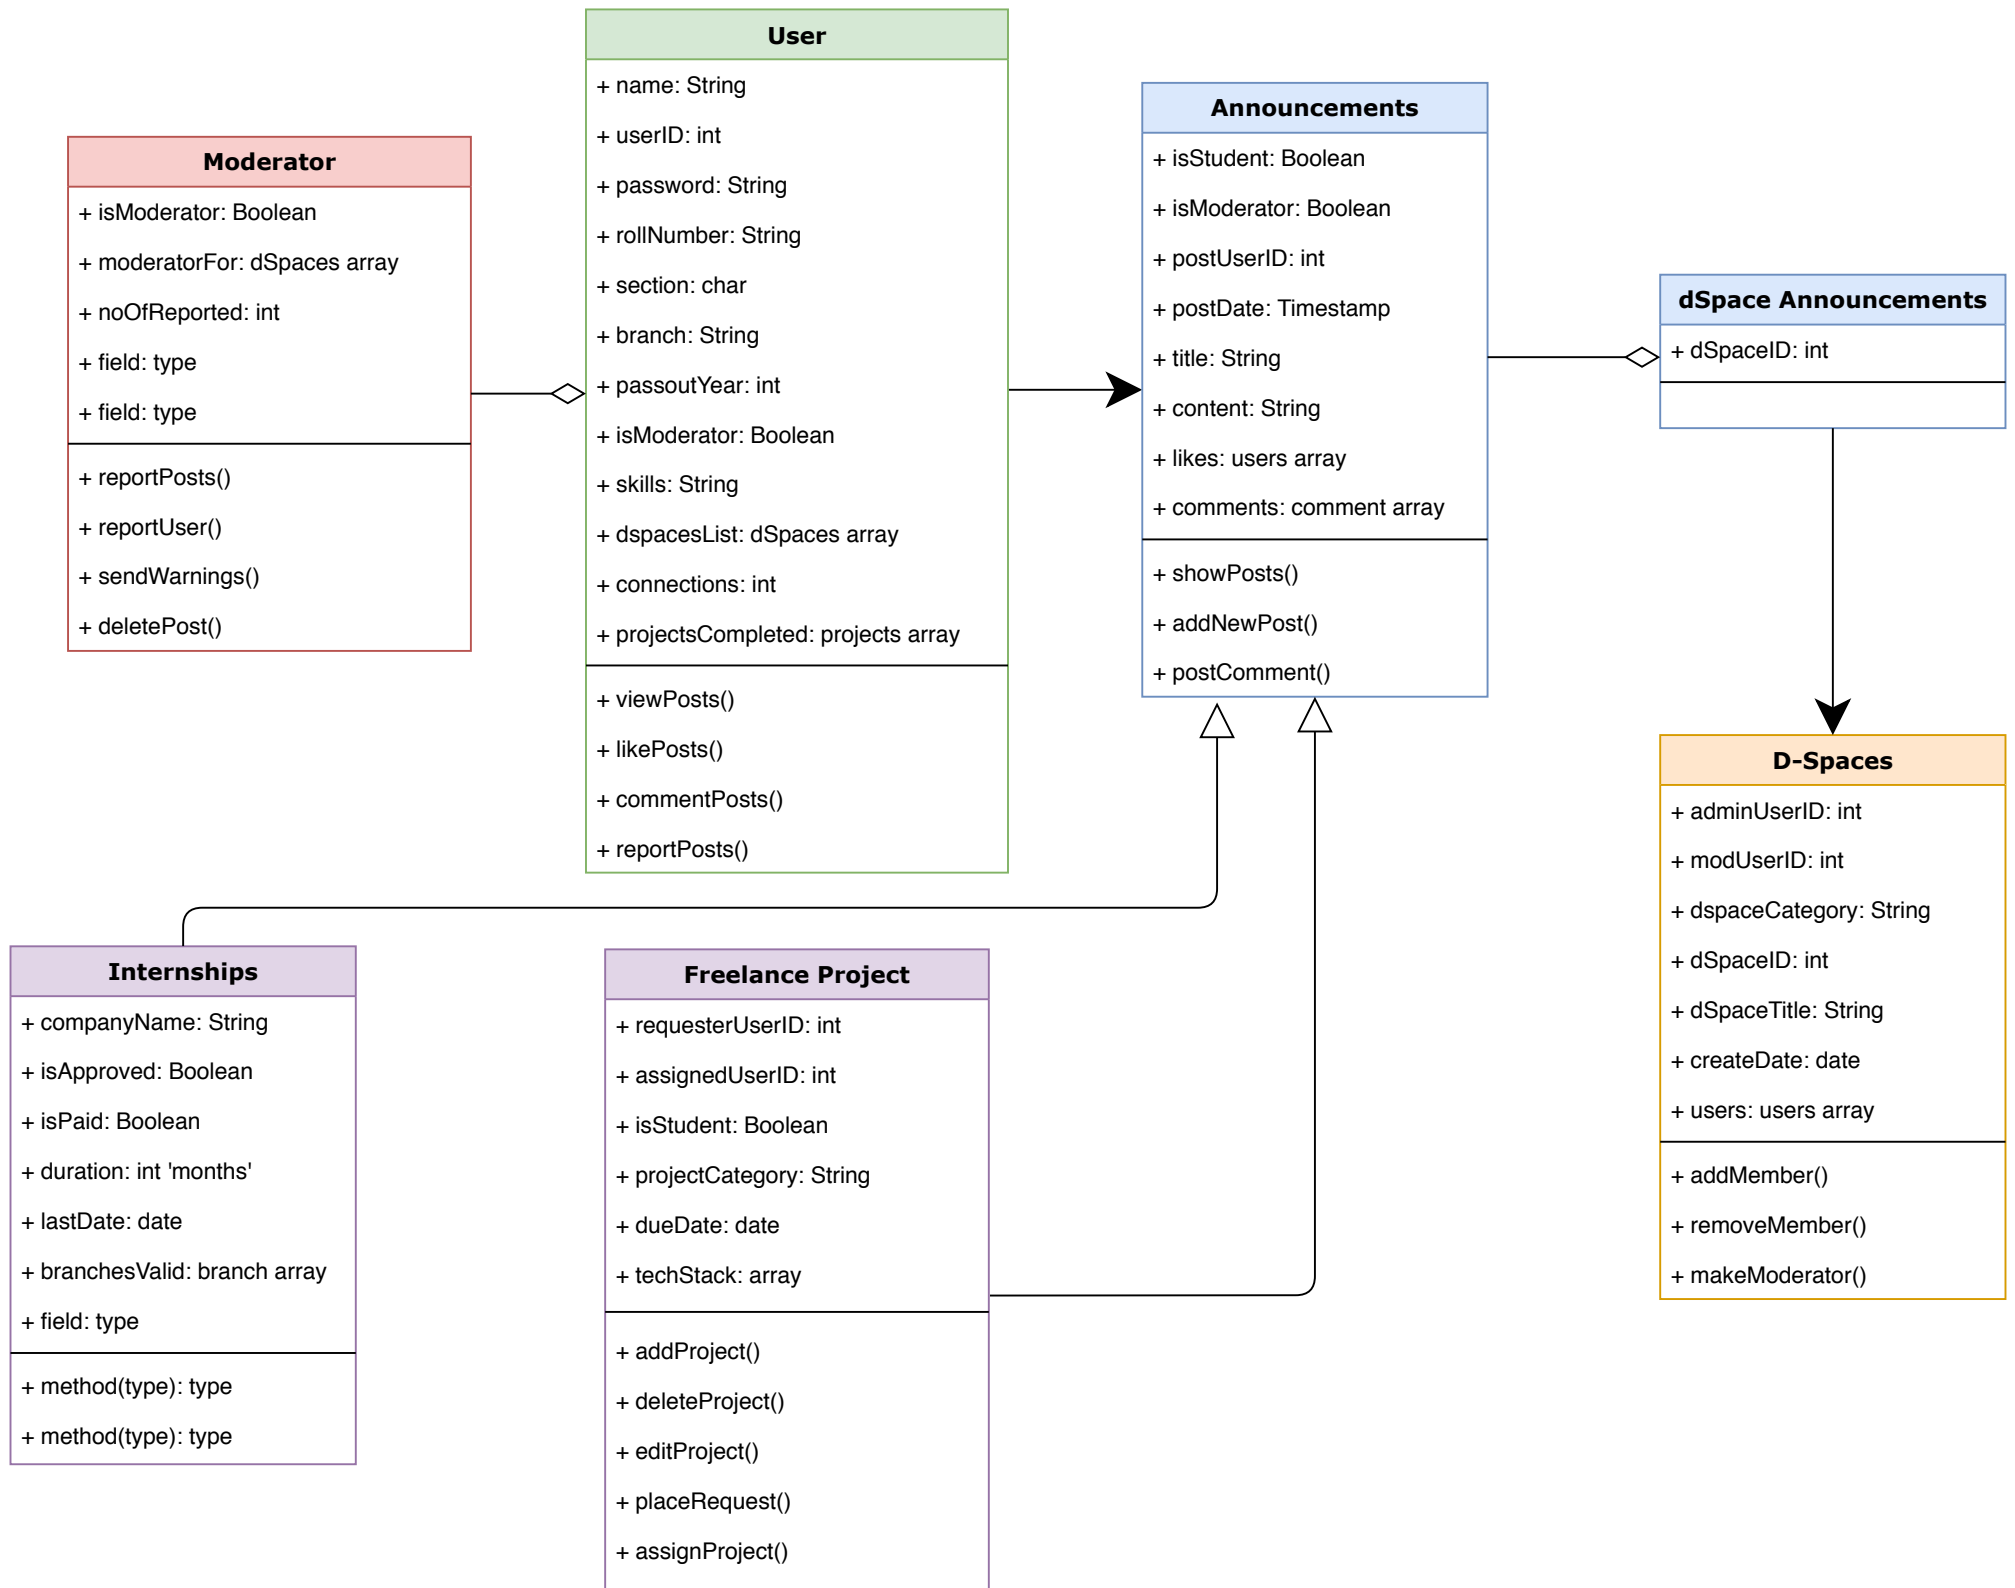 User
+ name: String
+ userID: int
+ password: String
+ rollNumber: String
+ section: char
+ branch: String
+ passoutYear: int
+ isModerator: Boolean
+ skills: String
+ dspacesList: dSpaces array
+ connections: int
+ projectsCompleted: projects array
+ viewPosts()
+ likePosts()
+ commentPosts()
+ reportPosts()
Moderator
+ isModerator: Boolean
+ moderatorFor: dSpaces array
+ noOfReported: int
+ field: type
+ field: type
+ reportPosts()
+ reportUser()
+ sendWarnings()
+ deletePost()
Announcements
+ isStudent: Boolean
+ isModerator: Boolean
+ postUserID: int
+ postDate: Timestamp
+ title: String
+ content: String
+ likes: users array
+ comments: comment array
+ showPosts()
+ addNewPost()
+ postComment()
dSpace Announcements
+ dSpaceID: int
D-Spaces
+ adminUserID: int
+ modUserID: int
+ dspaceCategory: String
+ dSpaceID: int
+ dSpaceTitle: String
+ createDate: date
+ users: users array
+ addMember()
+ removeMember()
+ makeModerator()
Internships
+ companyName: String
+ isApproved: Boolean
+ isPaid: Boolean
+ duration: int 'months'
+ lastDate: date
+ branchesValid: branch array
+ field: type
+ method(type): type
+ method(type): type
Freelance Project
+ requesterUserID: int
+ assignedUserID: int
+ isStudent: Boolean
+ projectCategory: String
+ dueDate: date
+ techStack: array
+ addProject()
+ deleteProject()
+ editProject()
+ placeRequest()
+ assignProject()